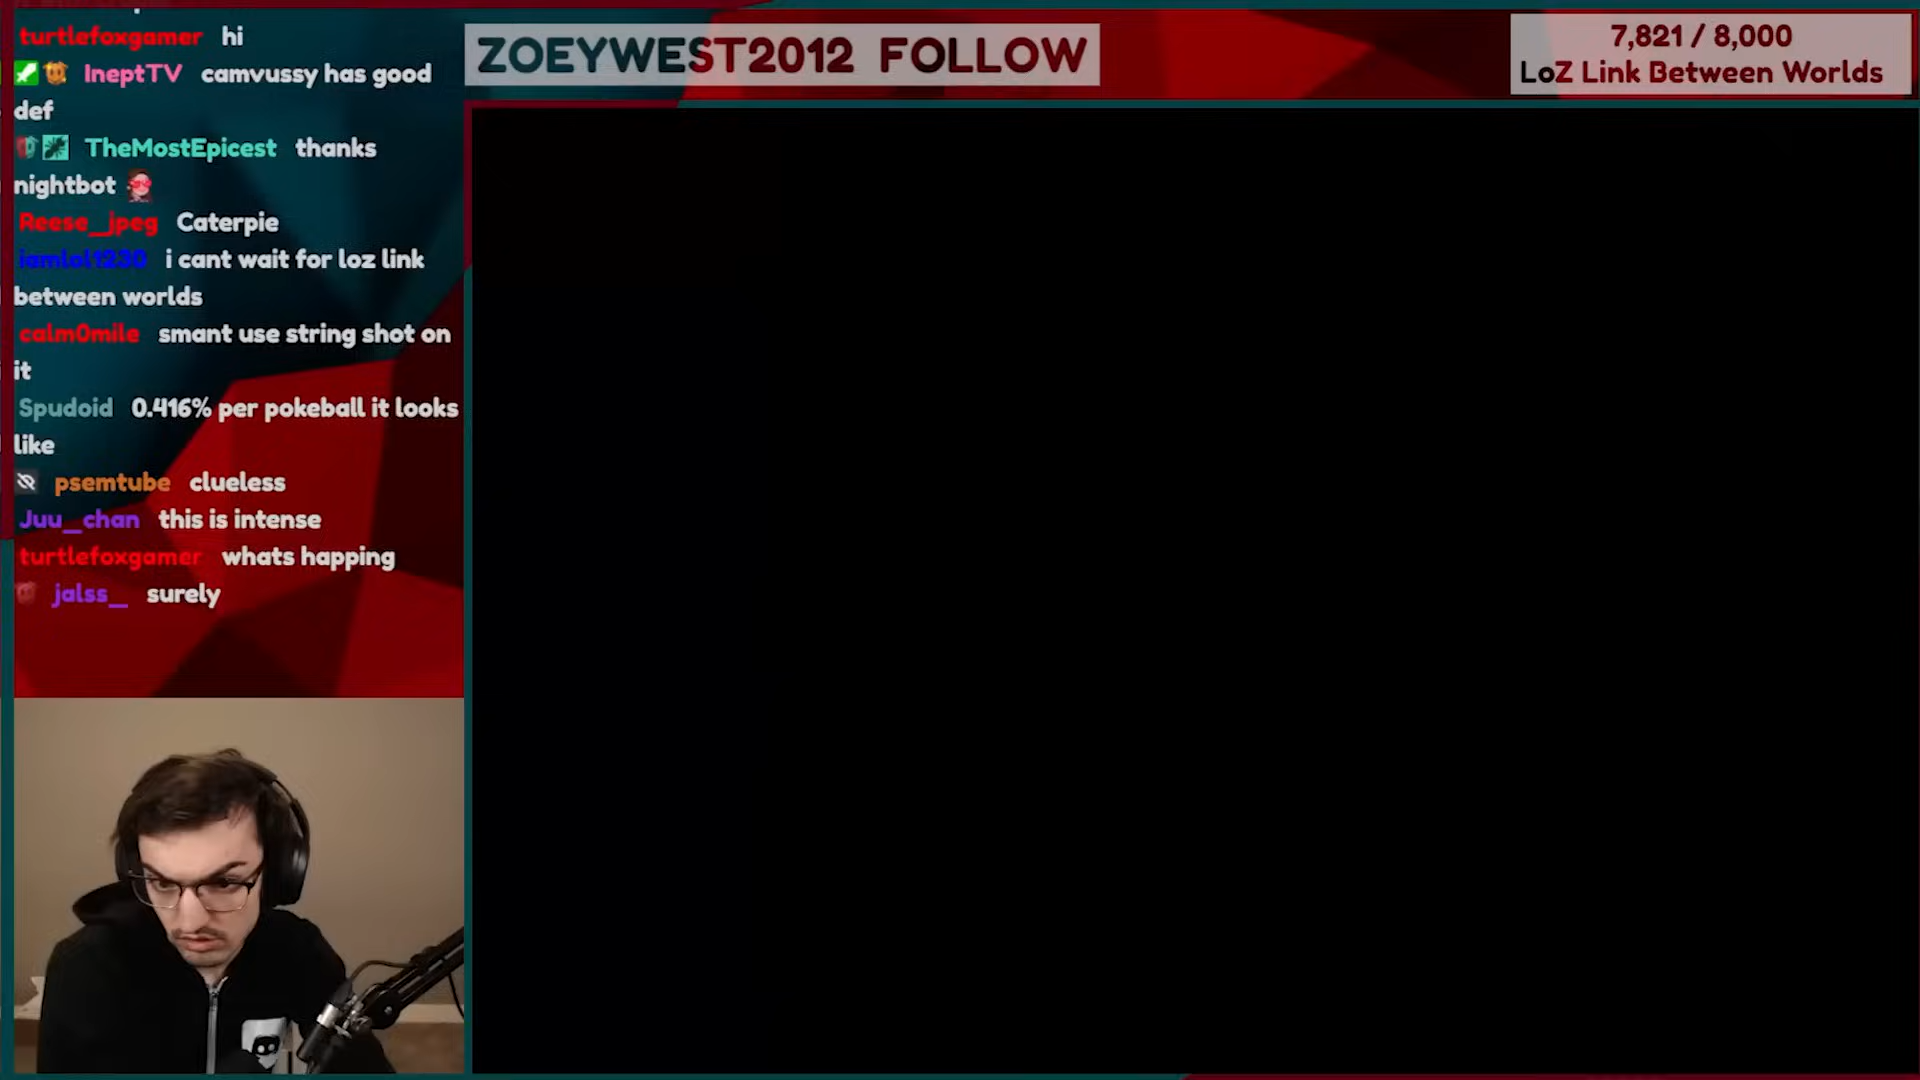 turtlefoxgamer hi
IneptTV camvussy has good
def
TheMostEpicest thanks
nightbot
Reese_jpeg Caterpie
iamlol1230 i cant wait for loz link
between worlds
calm0mile smant use string shot on
it
Spudoid 0.416% per pokeball it looks
like
psemtube clueless
Juu_chan this is intense
turtlefoxgamer whats happing
jalss_ surely
ZOEYWEST2012 FOLLOW
7,821 / 8,000
LoZ Link Between Worlds